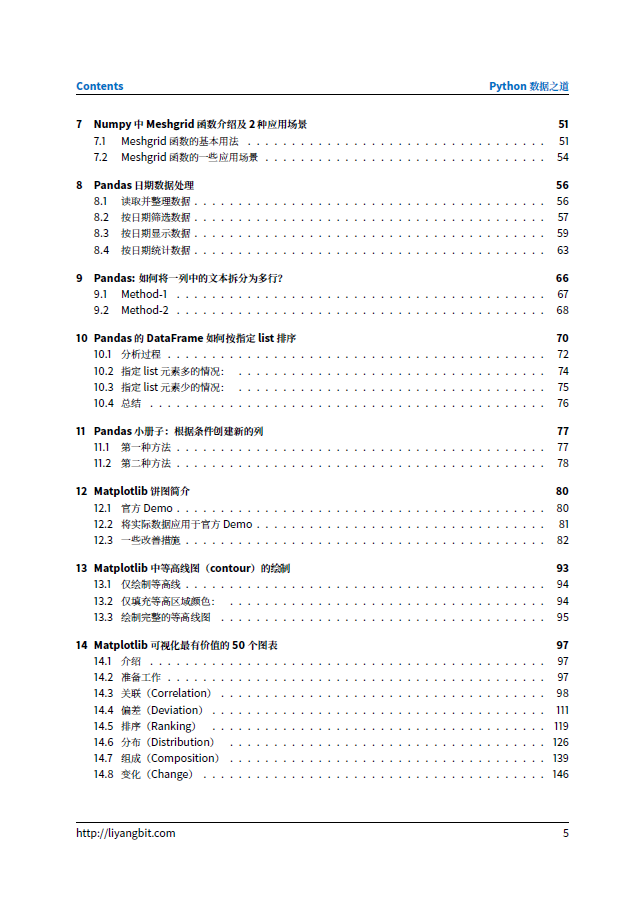 Contents Python 数据之道
7 Numpy 中 Meshgrid 函数介绍及 2 种应用场景 51
7.1 Meshgrid 函数的基本用法 . . . . . . . . . . . . . . . . . . . . . . . . . . . . . . . . . . 51
7.2 Meshgrid 函数的一些应用场景 . . . . . . . . . . . . . . . . . . . . . . . . . . . . . . . . 54
8 Pandas 日期数据处理 56
8.1 读取并整理数据 . . . . . . . . . . . . . . . . . . . . . . . . . . . . . . . . . . . . . . . . 56
8.2 按日期筛选数据 . . . . . . . . . . . . . . . . . . . . . . . . . . . . . . . . . . . . . . . . 57
8.3 按日期显示数据 . . . . . . . . . . . . . . . . . . . . . . . . . . . . . . . . . . . . . . . . 59
8.4 按日期统计数据 . . . . . . . . . . . . . . . . . . . . . . . . . . . . . . . . . . . . . . . . 63
9 Pandas: 如何将一列中的文本拆分为多行? 66
9.1 Method-1 . . . . . . . . . . . . . . . . . . . . . . . . . . . . . . . . . . . . . . . . . . 67
9.2 Method-2 . . . . . . . . . . . . . . . . . . . . . . . . . . . . . . . . . . . . . . . . . . 68
10 Pandas 的 DataFrame 如何按指定 list 排序 70
10.1 分析过程 . . . . . . . . . . . . . . . . . . . . . . . . . . . . . . . . . . . . . . . . . . . 72
10.2 指定 list 元素多的情况： . . . . . . . . . . . . . . . . . . . . . . . . . . . . . . . . . . . 74
10.3 指定 list 元素少的情况： . . . . . . . . . . . . . . . . . . . . . . . . . . . . . . . . . . . 75
10.4 总结 . . . . . . . . . . . . . . . . . . . . . . . . . . . . . . . . . . . . . . . . . . . . . 76
11 Pandas 小册子：根据条件创建新的列 77
11.1 第一种方法 . . . . . . . . . . . . . . . . . . . . . . . . . . . . . . . . . . . . . . . . . . 77
11.2 第二种方法 . . . . . . . . . . . . . . . . . . . . . . . . . . . . . . . . . . . . . . . . . . 78
12 Matplotlib 饼图简介 80
12.1 官方 Demo . . . . . . . . . . . . . . . . . . . . . . . . . . . . . . . . . . . . . . . . . . 80
12.2 将实际数据应用于官方 Demo . . . . . . . . . . . . . . . . . . . . . . . . . . . . . . . . . 81
12.3 一些改善措施 . . . . . . . . . . . . . . . . . . . . . . . . . . . . . . . . . . . . . . . . . 82
13 Matplotlib 中等高线图（contour）的绘制 93
13.1 仅绘制等高线 . . . . . . . . . . . . . . . . . . . . . . . . . . . . . . . . . . . . . . . . . 94
13.2 仅填充等高区域颜色： . . . . . . . . . . . . . . . . . . . . . . . . . . . . . . . . . . . . 94
13.3 绘制完整的等高线图 . . . . . . . . . . . . . . . . . . . . . . . . . . . . . . . . . . . . . 95
14 Matplotlib 可视化最有价值的 50 个图表 97
14.1 介绍 . . . . . . . . . . . . . . . . . . . . . . . . . . . . . . . . . . . . . . . . . . . . . 97
14.2 准备工作 . . . . . . . . . . . . . . . . . . . . . . . . . . . . . . . . . . . . . . . . . . . 97
14.3 关联（Correlation） . . . . . . . . . . . . . . . . . . . . . . . . . . . . . . . . . . . . . 98
14.4 偏差（Deviation） . . . . . . . . . . . . . . . . . . . . . . . . . . . . . . . . . . . . . . 111
14.5 排序（Ranking） . . . . . . . . . . . . . . . . . . . . . . . . . . . . . . . . . . . . . . 119
14.6 分布（Distribution） . . . . . . . . . . . . . . . . . . . . . . . . . . . . . . . . . . . . 126
14.7 组成（Composition） . . . . . . . . . . . . . . . . . . . . . . . . . . . . . . . . . . . . 139
14.8 变化（Change） . . . . . . . . . . . . . . . . . . . . . . . . . . . . . . . . . . . . . . . 146
http://liyangbit.com 5